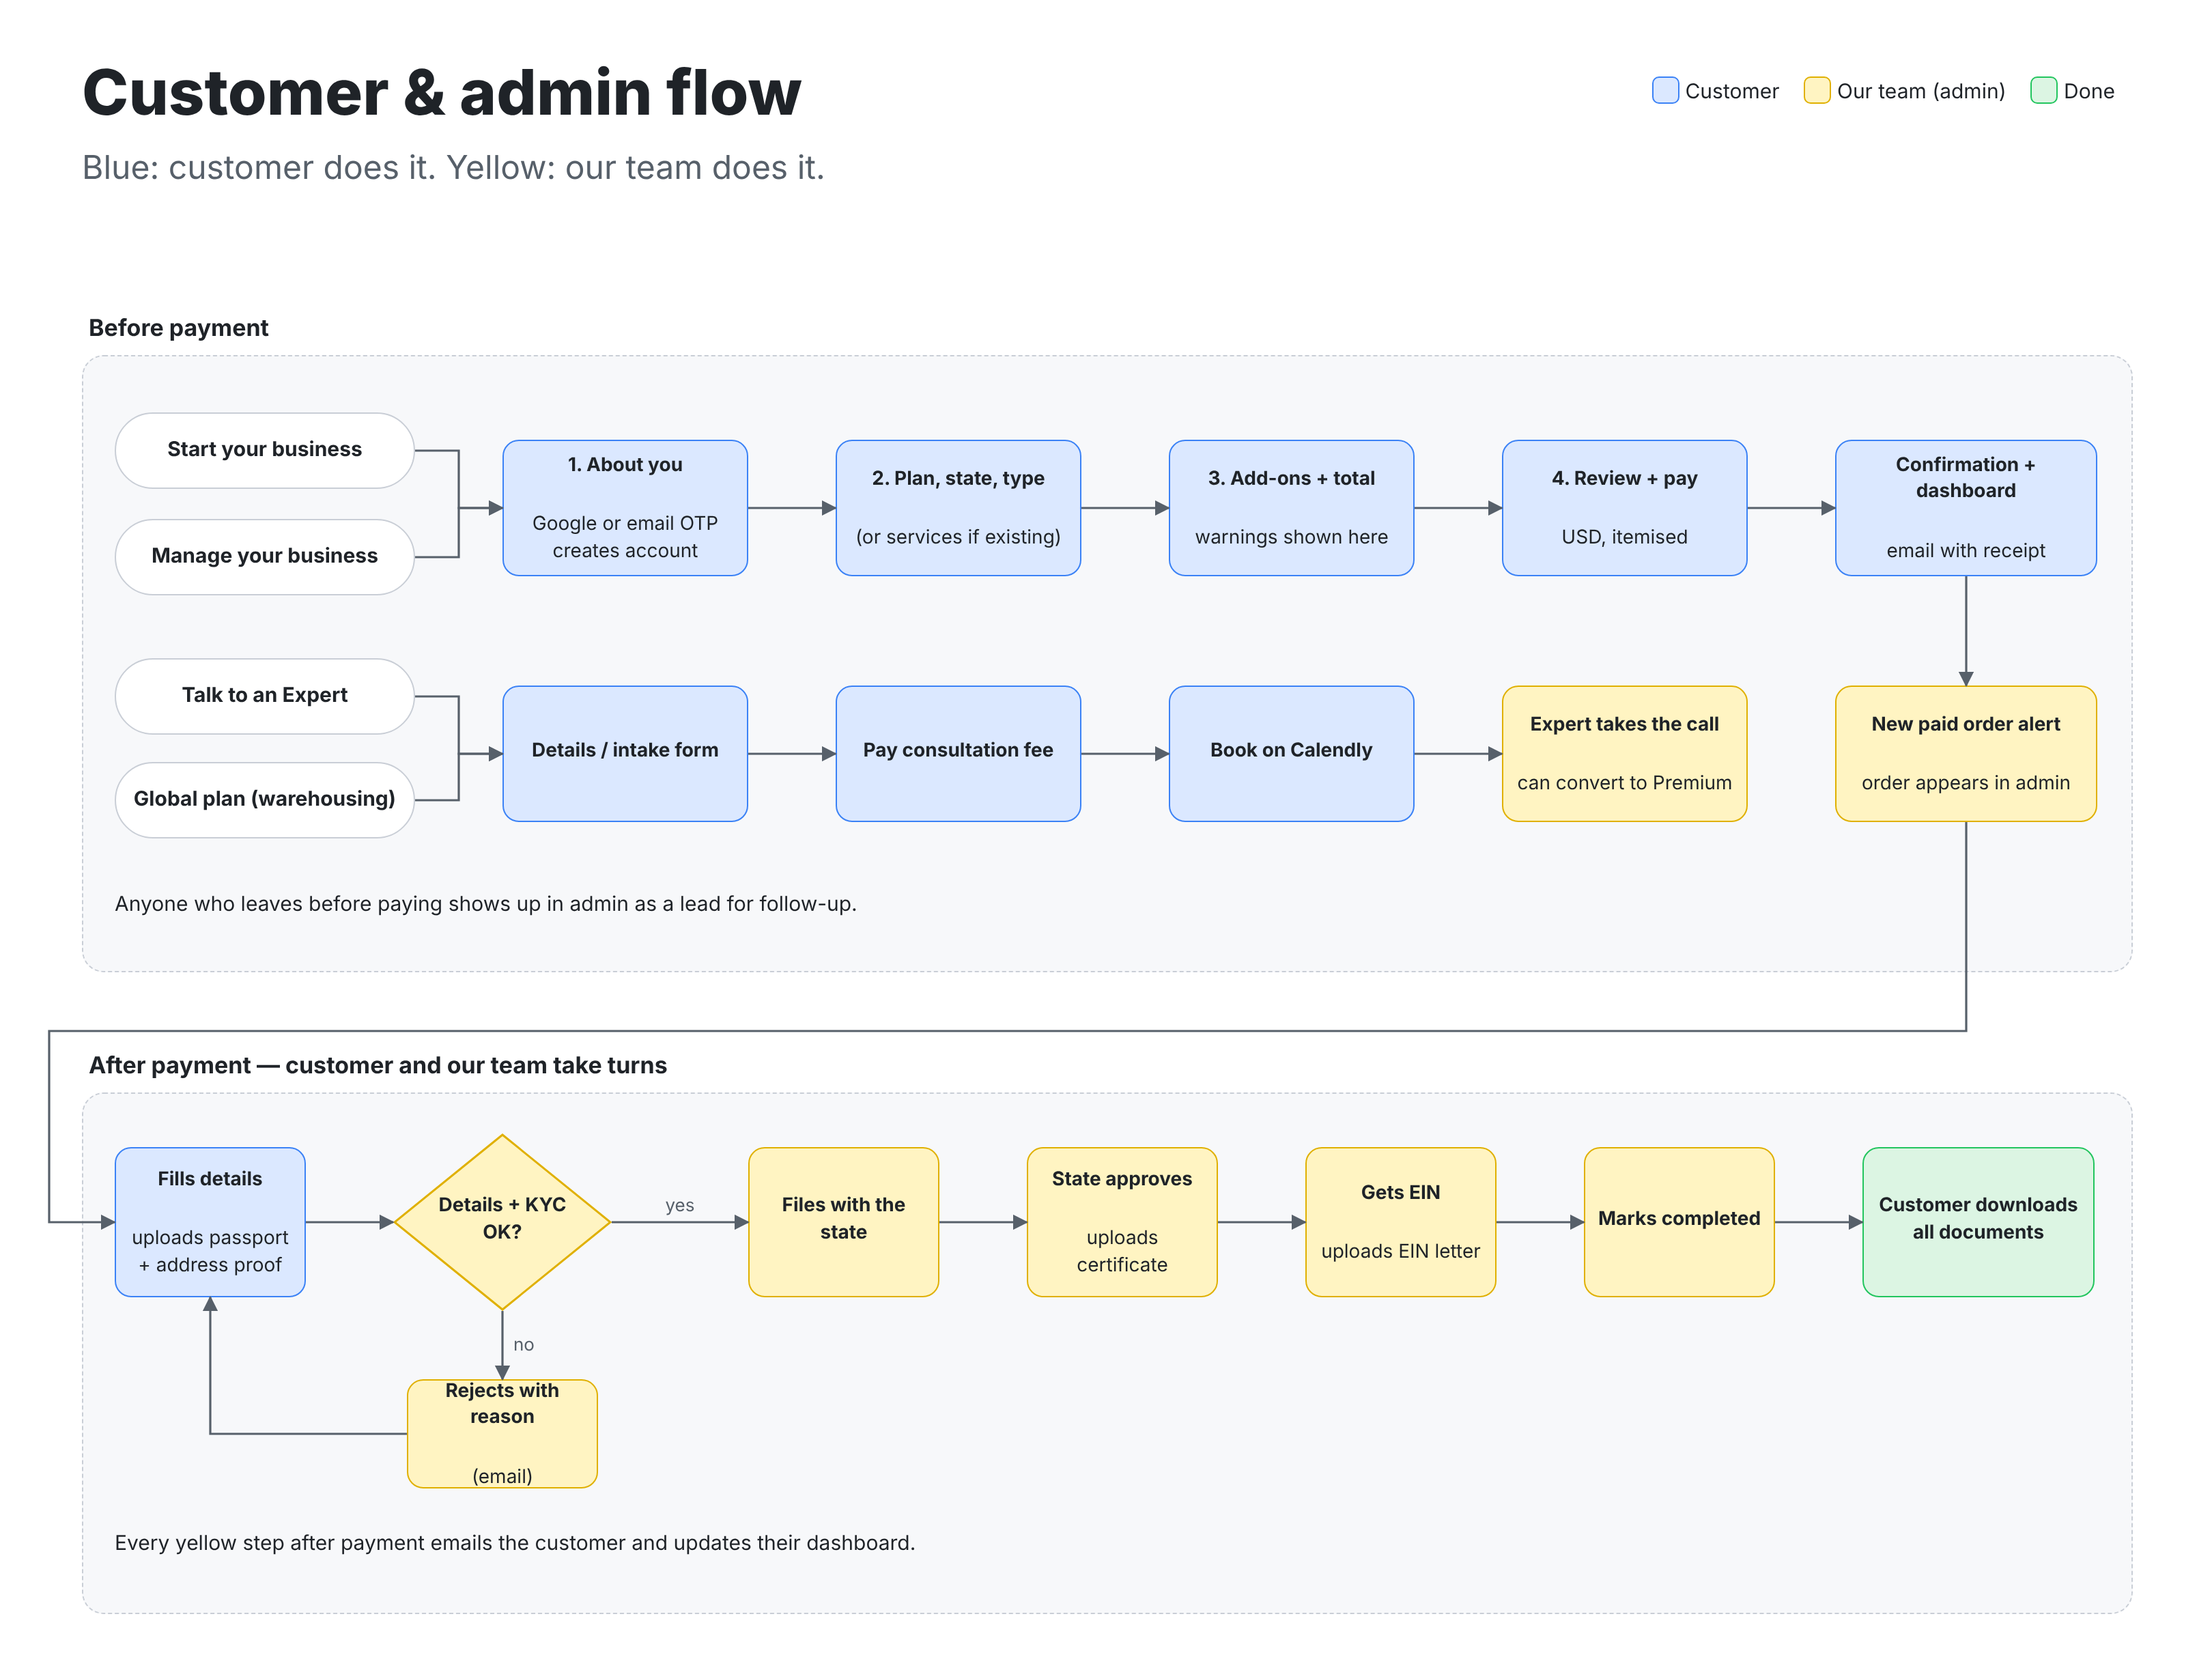 Customer & admin flow
Customer
Our team (admin)
Done
Blue: customer does it. Yellow: our team does it.
Before payment
Start your business
Manage your business
1. About you
Google or email OTP
creates account
2. Plan, state, type
(or services if existing)
3. Add-ons + total
warnings shown here
4. Review + pay
USD, itemised
Confirmation +
dashboard
email with receipt
Talk to an Expert
Global plan (warehousing)
Details / intake form
Pay consultation fee
Book on Calendly
Expert takes the call
can convert to Premium
New paid order alert
order appears in admin
Anyone who leaves before paying shows up in admin as a lead for follow-up.
After payment — customer and our team take turns
Fills details
uploads passport
+ address proof
Details + KYC
OK?
yes
Files with the
state
State approves
uploads
certificate
Gets EIN
uploads EIN letter
Marks completed
Customer downloads
all documents
no
Rejects with
reason
(email)
Every yellow step after payment emails the customer and updates their dashboard.